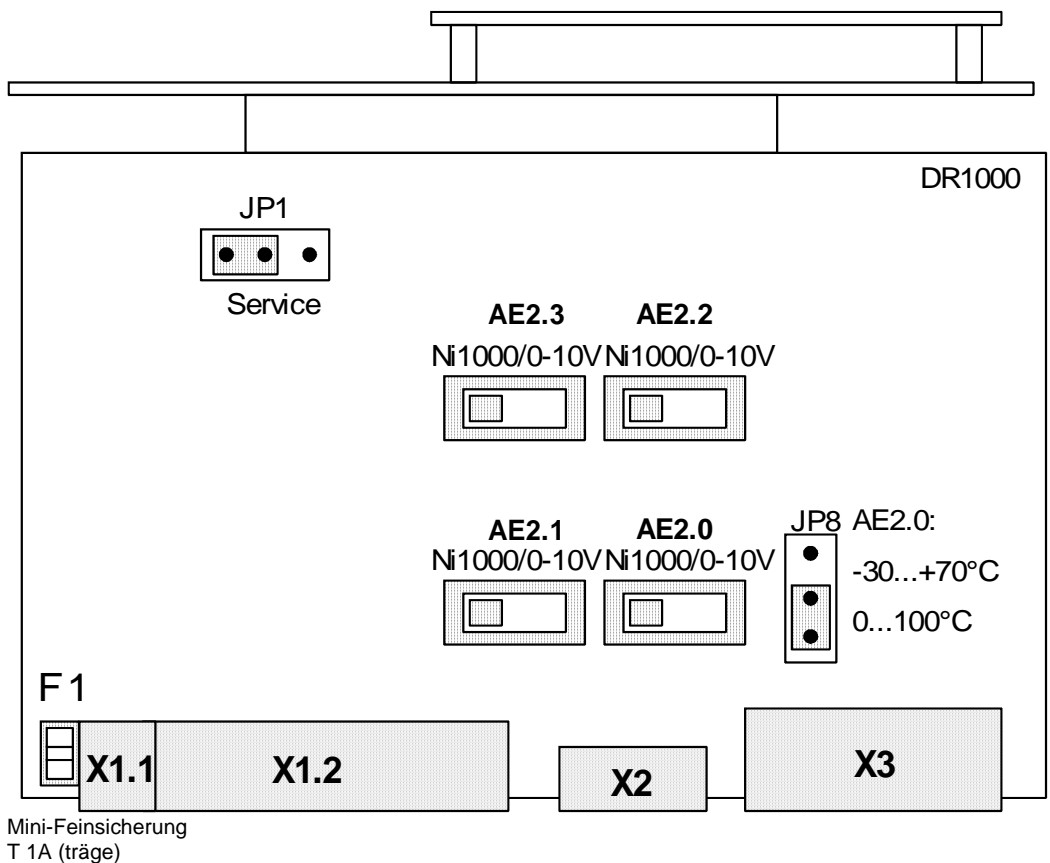 DR1000
JP1
Service
AE2.3 AE2.2
Ni1000/0-10V Ni1000/0-10V
AE2.1 AE2.0
Ni1000/0-10V Ni1000/0-10V
JP8 AE2.0:
-30...+70°C
0...100°C
F1
X1.1 X1.2 X2 X3
Mini-Feinsicherung
T 1A (träge)